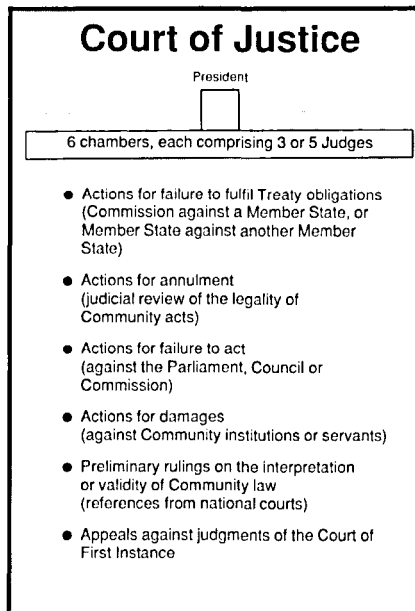 Court of Justice
President
6 chambers, each comprising 3 or 5 Judges
● Actions for failure to fulfil Treaty obligations
(Commission against a Member State, or
Member State against another Member
State)
● Actions for annulment
(judicial review of the legality of
Community acts)
● Actions for failure to act
(against the Parliament, Council or
Commission)
● Actions for damages
(against Community institutions or servants)
● Preliminary rulings on the interpretation
or validity of Community law
(references from national courts)
● Appeals against judgments of the Court of
First Instance